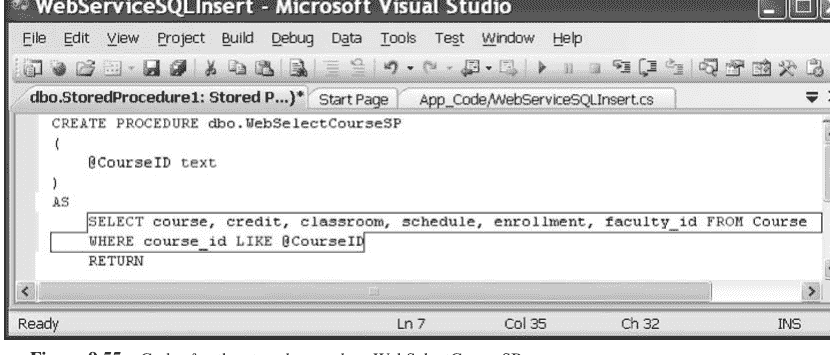 WebServiceSQLInsert - Microsoft Visual Studio
File Edit View Project Build Debug Data Tools Test Window Help
dbo.StoredProcedure1: Stored P...)* Start Page App_Code/WebServiceSQLInsert.cs
CREATE PROCEDURE dbo.WebSelectCourseSP
(
@CourseID text
)
AS
SELECT course, credit, classroom, schedule, enrollment, faculty_id FROM Course
WHERE course_id LIKE @CourseID
RETURN
Ready Ln 7 Col 35 Ch 32 INS